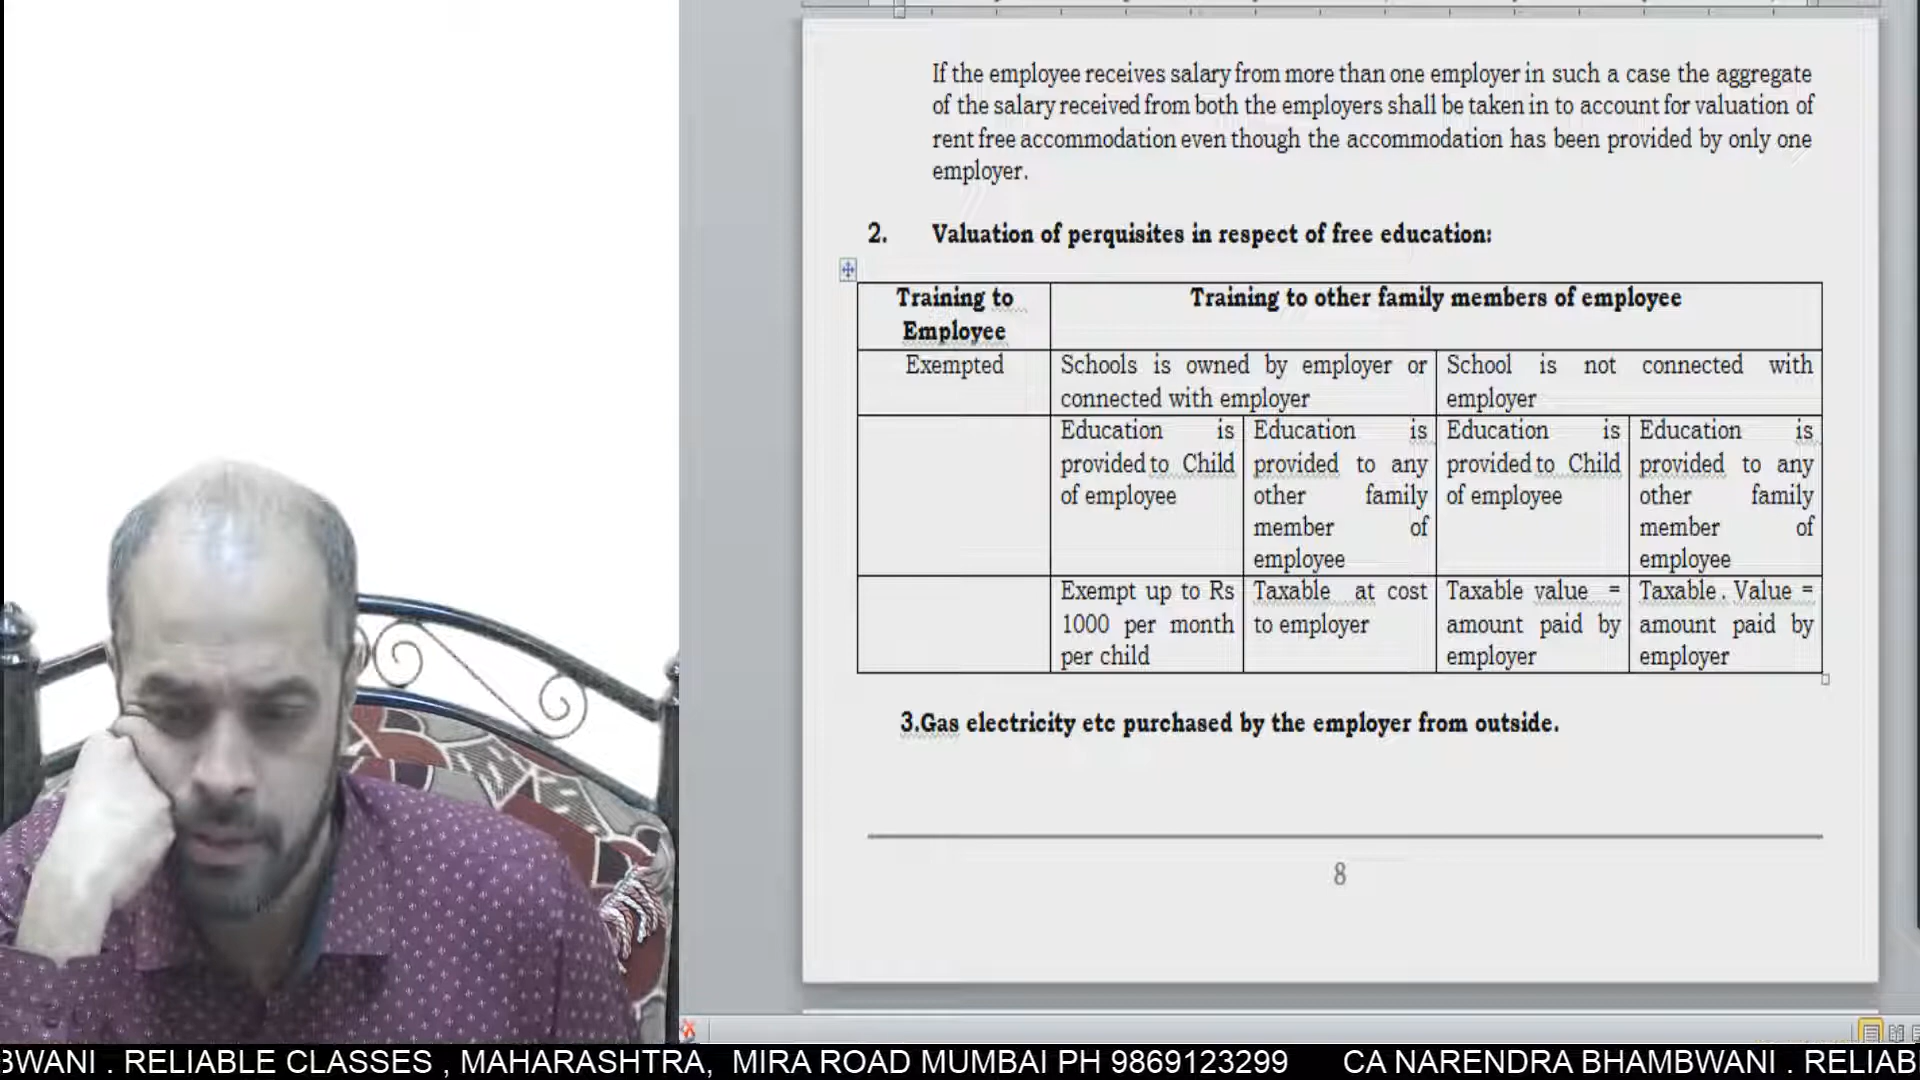 If the employee receives salary from more than one employer in such a case the aggregate
of the salary received from both the employers shall be taken in to account for valuation of
rent free accommodation even though the accommodation has been provided by only one
employer.
2. Valuation of perquisites in respect of free education:
Training to
Employee
Training to other family members of employee
Exempted
Schools is owned by employer or
connected with employer
School is not connected with
employer
Education is
provided to Child
of employee
Education is
provided to any
other family
member of
employee
Education is
provided to Child
of employee
Education is
provided to any
other family
member of
employee
Exempt up to Rs
1000 per month
per child
Taxable at cost
to employer
Taxable value =
amount paid by
employer
Taxable . Value =
amount paid by
employer
3.Gas electricity etc purchased by the employer from outside.
8
BWANI . RELIABLE CLASSES , MAHARASHTRA, MIRA ROAD MUMBAI PH 9869123299 CA NARENDRA BHAMBWANI . RELIAB